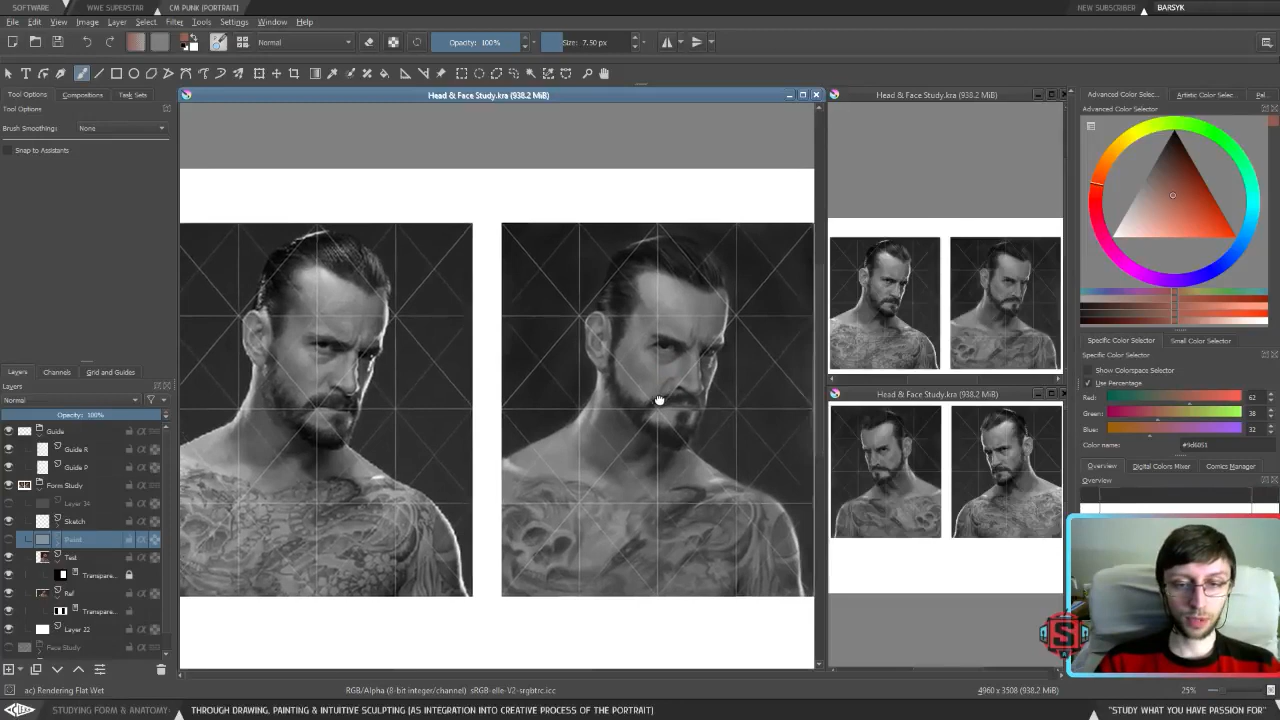 SOFTWARE
WWE SUPERSTAR
CM PUNK (PORTRAIT)
NEW SUBSCRIBER
BARSYK
File Edit View Image Layer Select Filter Tools Settings Window Help
Normal
Opacity: 100%
Size: 7.50 px
Tool Options
Compositions
Task Sets
Tool Options
Brush Smoothing: None
Snap to Assistants
Head & Face Study.kra (938.2 MiB)
Head & Face Study.kra (938.2 MiB)
Head & Face Study.kra (938.2 MiB)
Advanced Color Selec...
Artistic Color Selec...
Pal...
Advanced Color Selector
Specific Color Selector
Small Color Selector
Specific Color Selector
Show Colorspace Selector
Use Percentage
Red: 62
Green: 38
Blue: 32
Color name: #9d6051
Overview
Digital Colors Mixer
Comics Manager
Overview
Layers
Channels
Grid and Guides
Layers
Normal
Opacity: 100%
Guide
Guide R
Guide P
Form Study
Layer 34
Sketch
Paint
Test
Transpare...
Ref
Transpare...
Layer 22
Face Study
ac) Rendering Flat Wet
RGB/Alpha (8-bit integer/channel) sRGB-elle-V2-srgbtrc.icc
4960 x 3508 (938.2 MiB)
25%
STUDYING FORM & ANATOMY
THROUGH DRAWING, PAINTING & INTUITIVE SCULPTING [AS INTEGRATION INTO CREATIVE PROCESS OF THE PORTRAIT]
"STUDY WHAT YOU HAVE PASSION FOR"